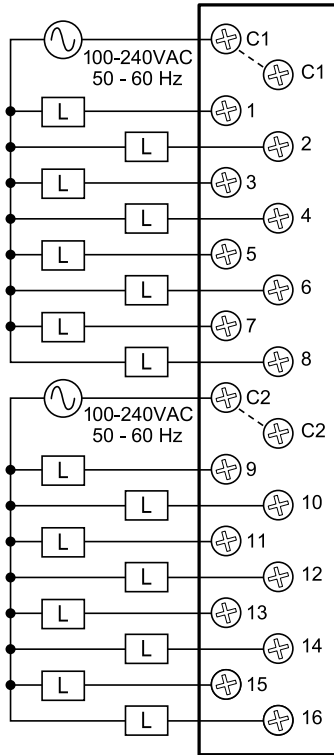 C1
100-240VAC
50 - 60 Hz
C1
L 1
L 2
L 3
L 4
L 5
L 6
L 7
L 8
C2
100-240VAC
50 - 60 Hz
C2
L 9
L 10
L 11
L 12
L 13
L 14
L 15
L 16